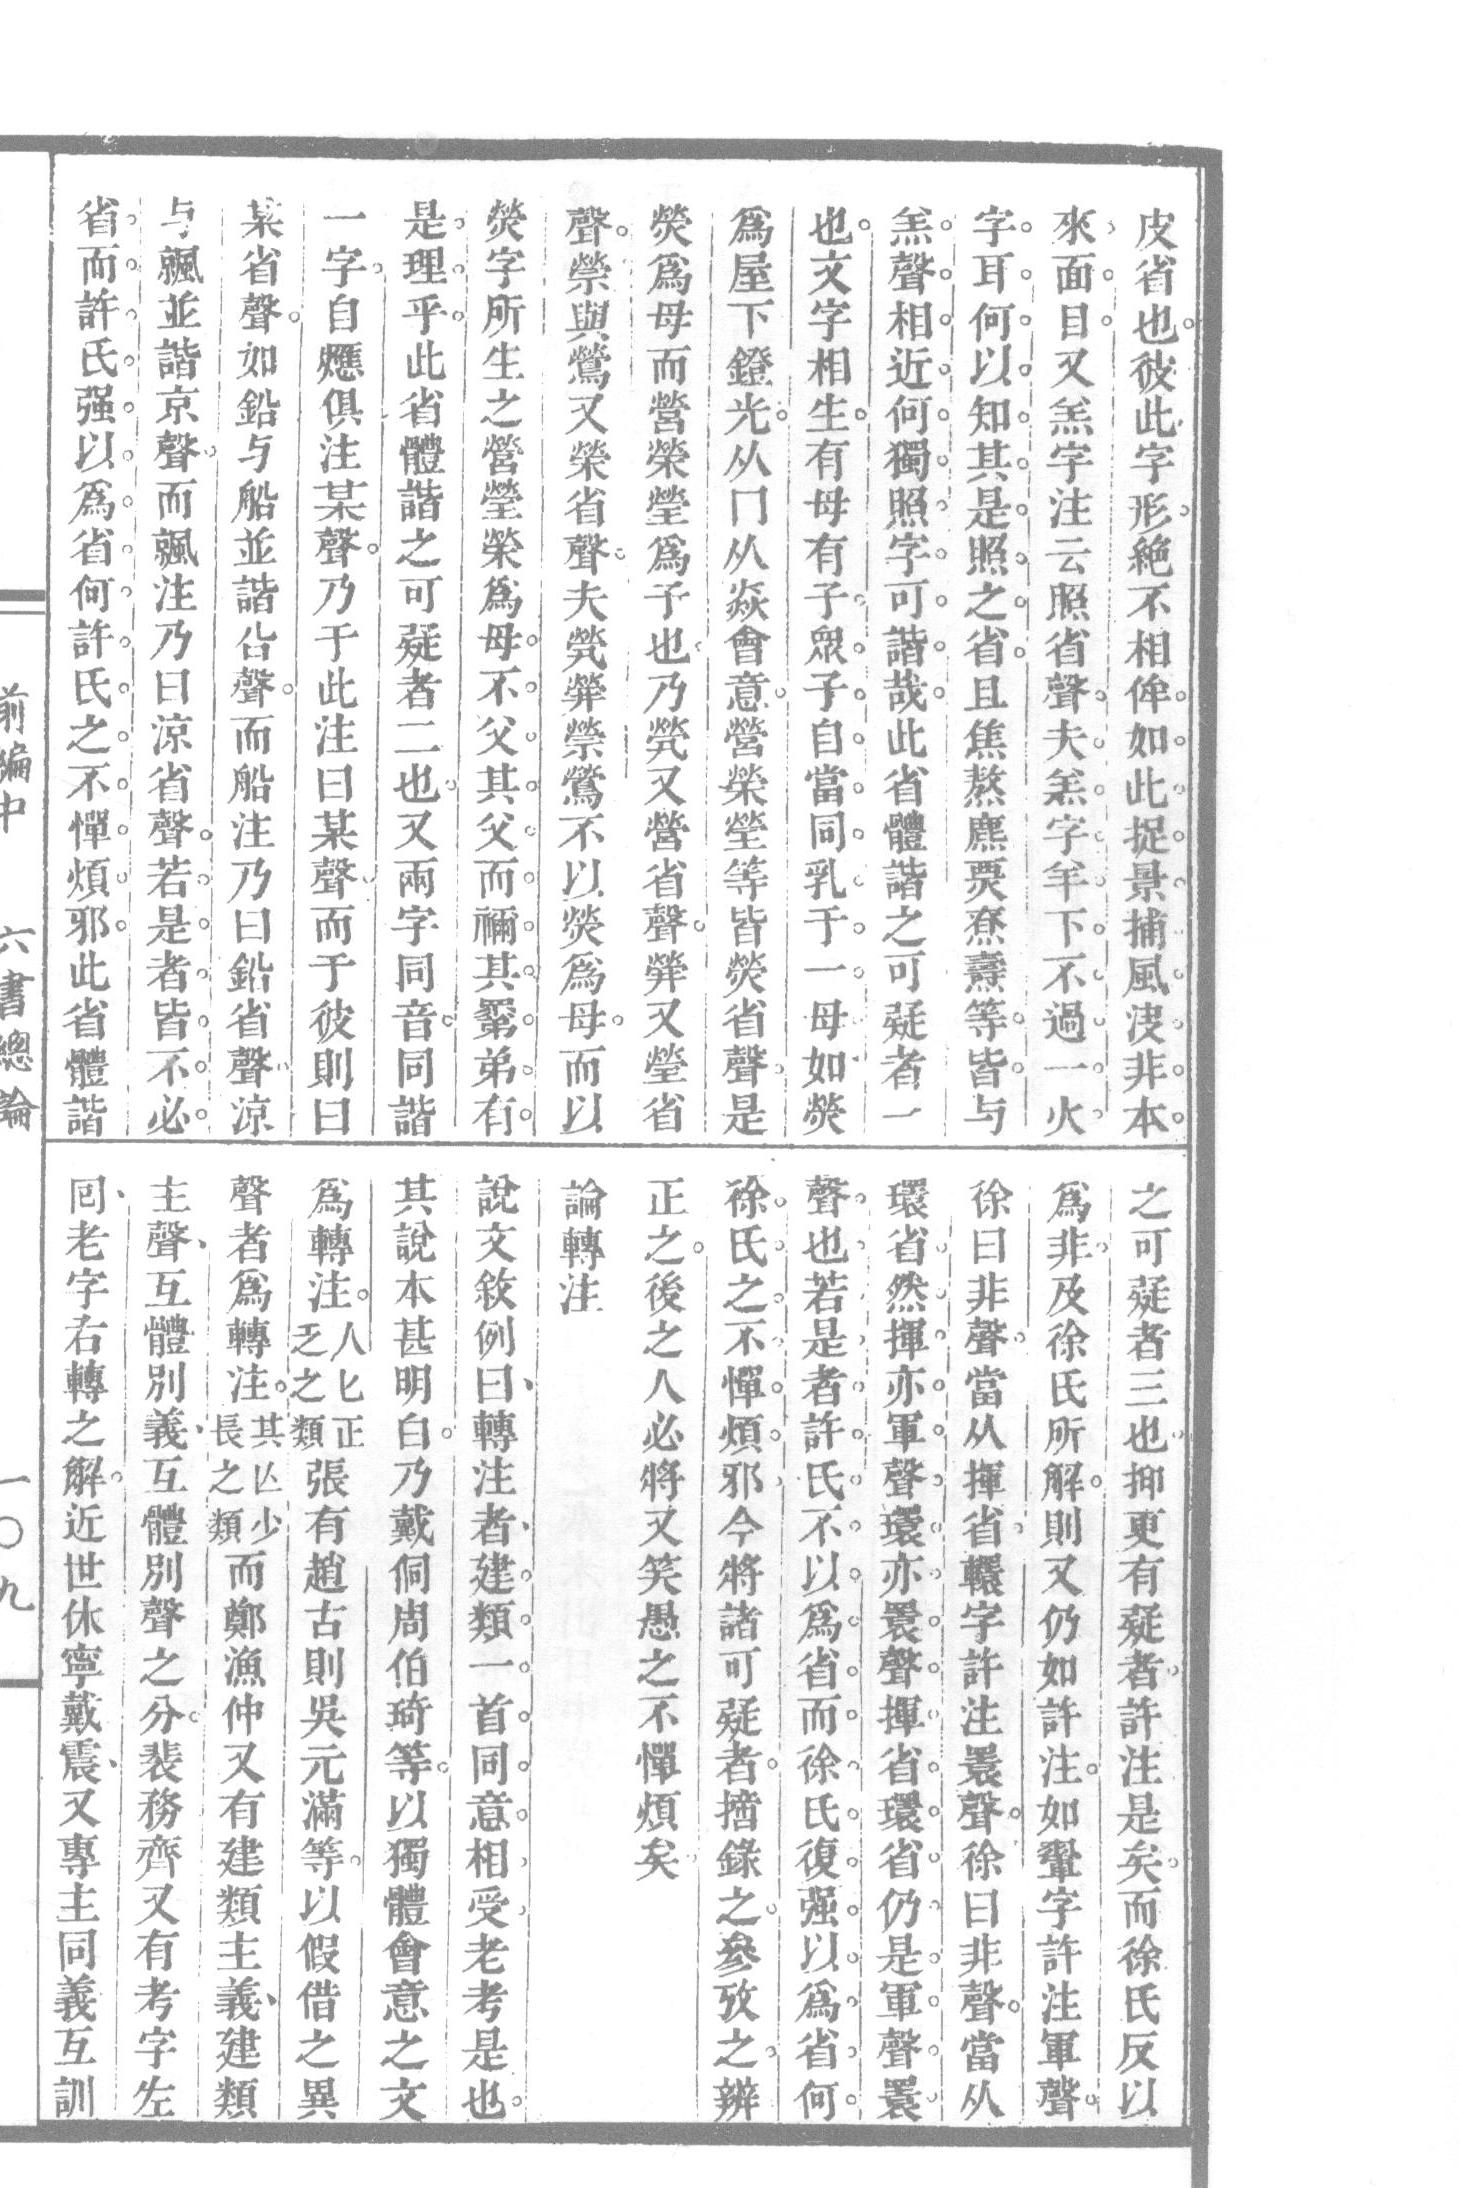 皮省也彼此字形絶不相侔如此捉景捕風決非本
來面目又羔字注云照省聲夫羔字羊下不過一火
字耳何以知其是照之省且焦熬麃煭㶣燾等皆与
羔聲相近何獨照字可諧哉此省體諧之可疑者一
也文字相生有母有子衆子自當同乳于一母如熒
爲屋下鐙光从冂从焱會意營榮瑩等皆熒省聲是
熒爲母而營榮瑩爲子也乃煢又營省聲犖又瑩省
聲禜與鶯又榮省聲夫煢犖禜鶯不以熒爲母而以
熒字所生之營瑩榮爲母不父其父而禰其羣弟有
是理乎此省體諧之可疑者二也又兩字同音同諧
一字自應俱注某聲乃于此注曰某聲而于彼則曰
某省聲如鉛与船並諧㕣聲而船注乃曰鉛省聲涼
与飊並諧京聲而飊注乃曰涼省聲若是者皆不必
省而許氏强以爲省何許氏之不憚煩邪此省體諧
之可疑者三也抑更有疑者許注是矣而徐氏反以
爲非及徐氏所解則又仍如許注如翬字許注軍聲
徐曰非聲當从揮省轘字許注睘聲徐曰非聲當从
環省然揮亦軍聲環亦睘聲揮省環省仍是軍聲睘
聲也若是者許氏不以爲省而徐氏復强以爲省何
徐氏之不憚煩邪今將諸可疑者摍錄之參攷之辨
正之後之人必將又笑愚之不憚煩矣
論轉注
說文敘例曰轉注者建類一首同意相受老考是也
其說本甚明白乃戴侗周伯琦等以獨體會意之文
爲轉注人匕正乏之類張有趙古則吳元滿等以假借之異
聲者爲轉注其亾少長之類而鄭漁仲又有建類主義建類
主聲互體別義互體別聲之分裴務齊又有考字左
囘老字右轉之解近世休寧戴震又專主同義互訓
前編中
六書總論
一〇九